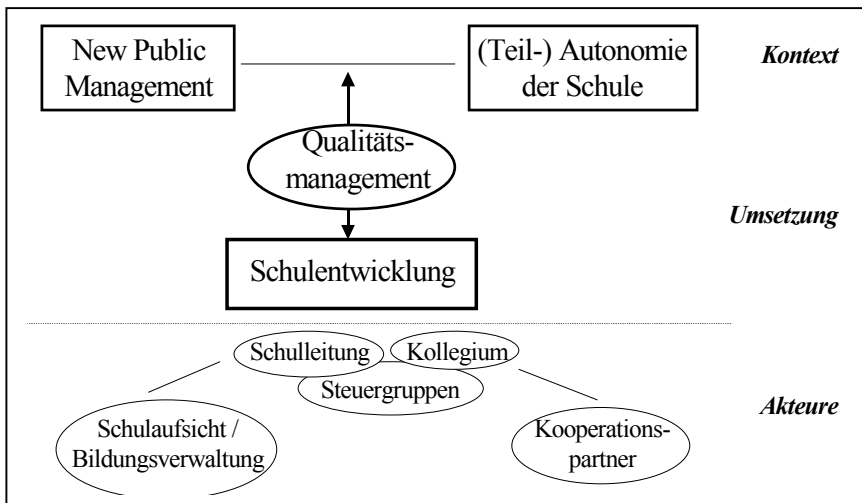 New Public
Management
(Teil-) Autonomie
der Schule
Kontext
Qualitäts-
management
Umsetzung
Schulentwicklung
Schulleitung
Kollegium
Steuergruppen
Akteure
Schulaufsicht /
Bildungsverwaltung
Kooperations-
partner